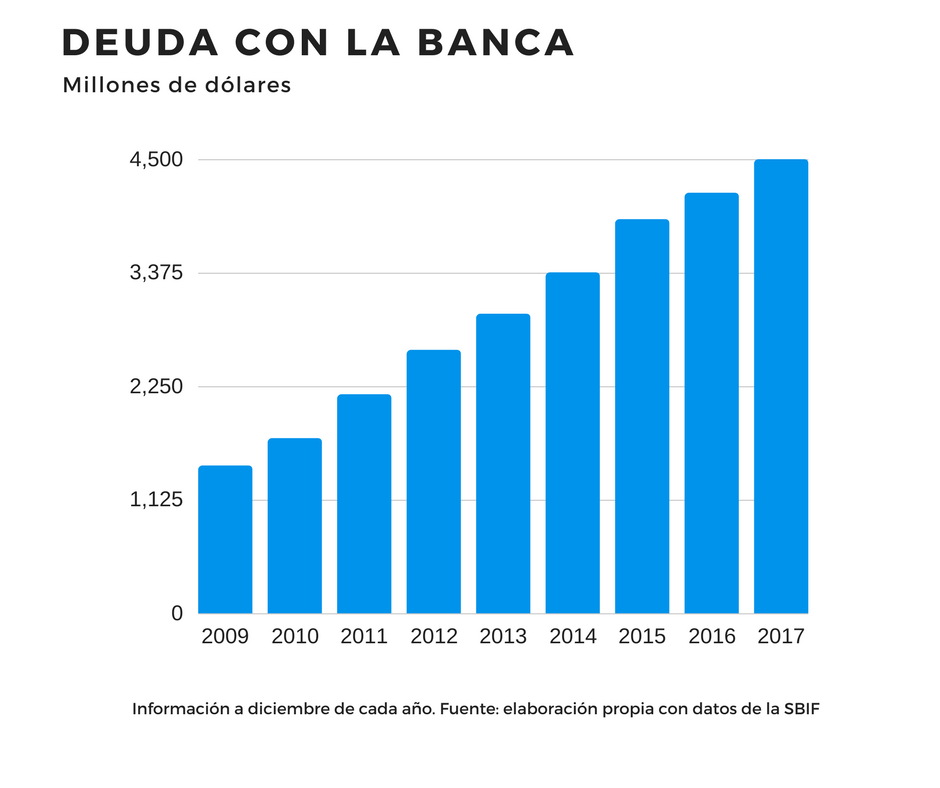 DEUDA CON LA BANCA
Millones de dólares
4,500
3,375
2,250
1,125
0
2009 2010 2011 2012 2013 2014 2015 2016 2017
Información a diciembre de cada año. Fuente: elaboración propia con datos de la SBIF